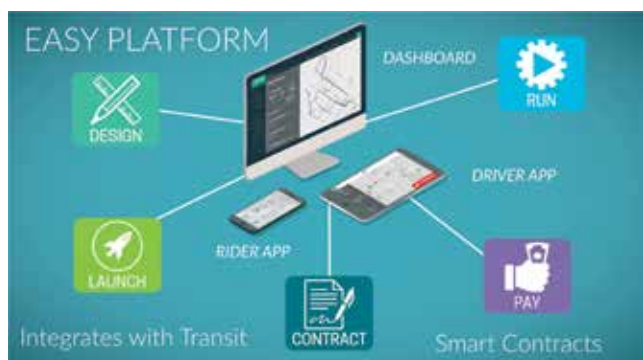 EASY PLATFORM
DASHBOARD
DESIGN
RUN
DRIVER APP
RIDER APP
LAUNCH
CONTRACT
PAY
Integrates with Transit
Smart Contracts